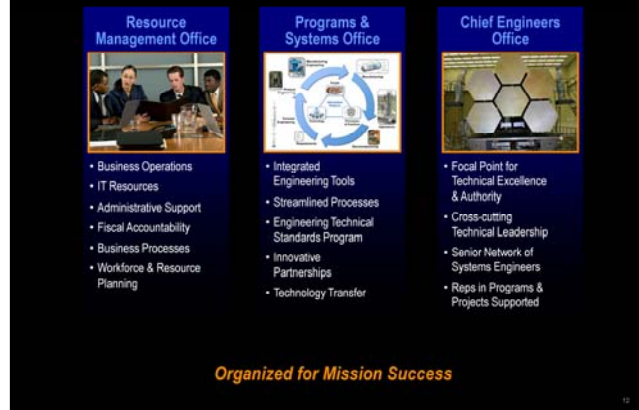 Resource
Management Office
• Business Operations
• IT Resources
• Administrative Support
• Fiscal Accountability
• Business Processes
• Workforce & Resource
Planning
Programs &
Systems Office
• Integrated
Engineering Tools
• Streamlined Processes
• Engineering Technical
Standards Program
• Innovative
Partnerships
• Technology Transfer
Chief Engineers
Office
• Focal Point for
Technical Excellence
& Authority
• Cross-cutting
Technical Leadership
• Senior Network of
Systems Engineers
• Reps in Programs &
Projects Supported
Organized for Mission Success
12